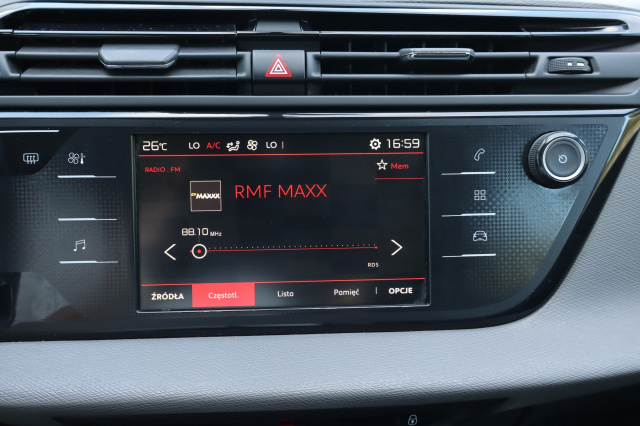 26°C LO A/C LO 16:59
RADIO : FM
Mem
MAXXX
RMF MAXX
88.10 MHz
RDS
ŹRÓDŁA Częstotl. Lista Pamięć OPCJE